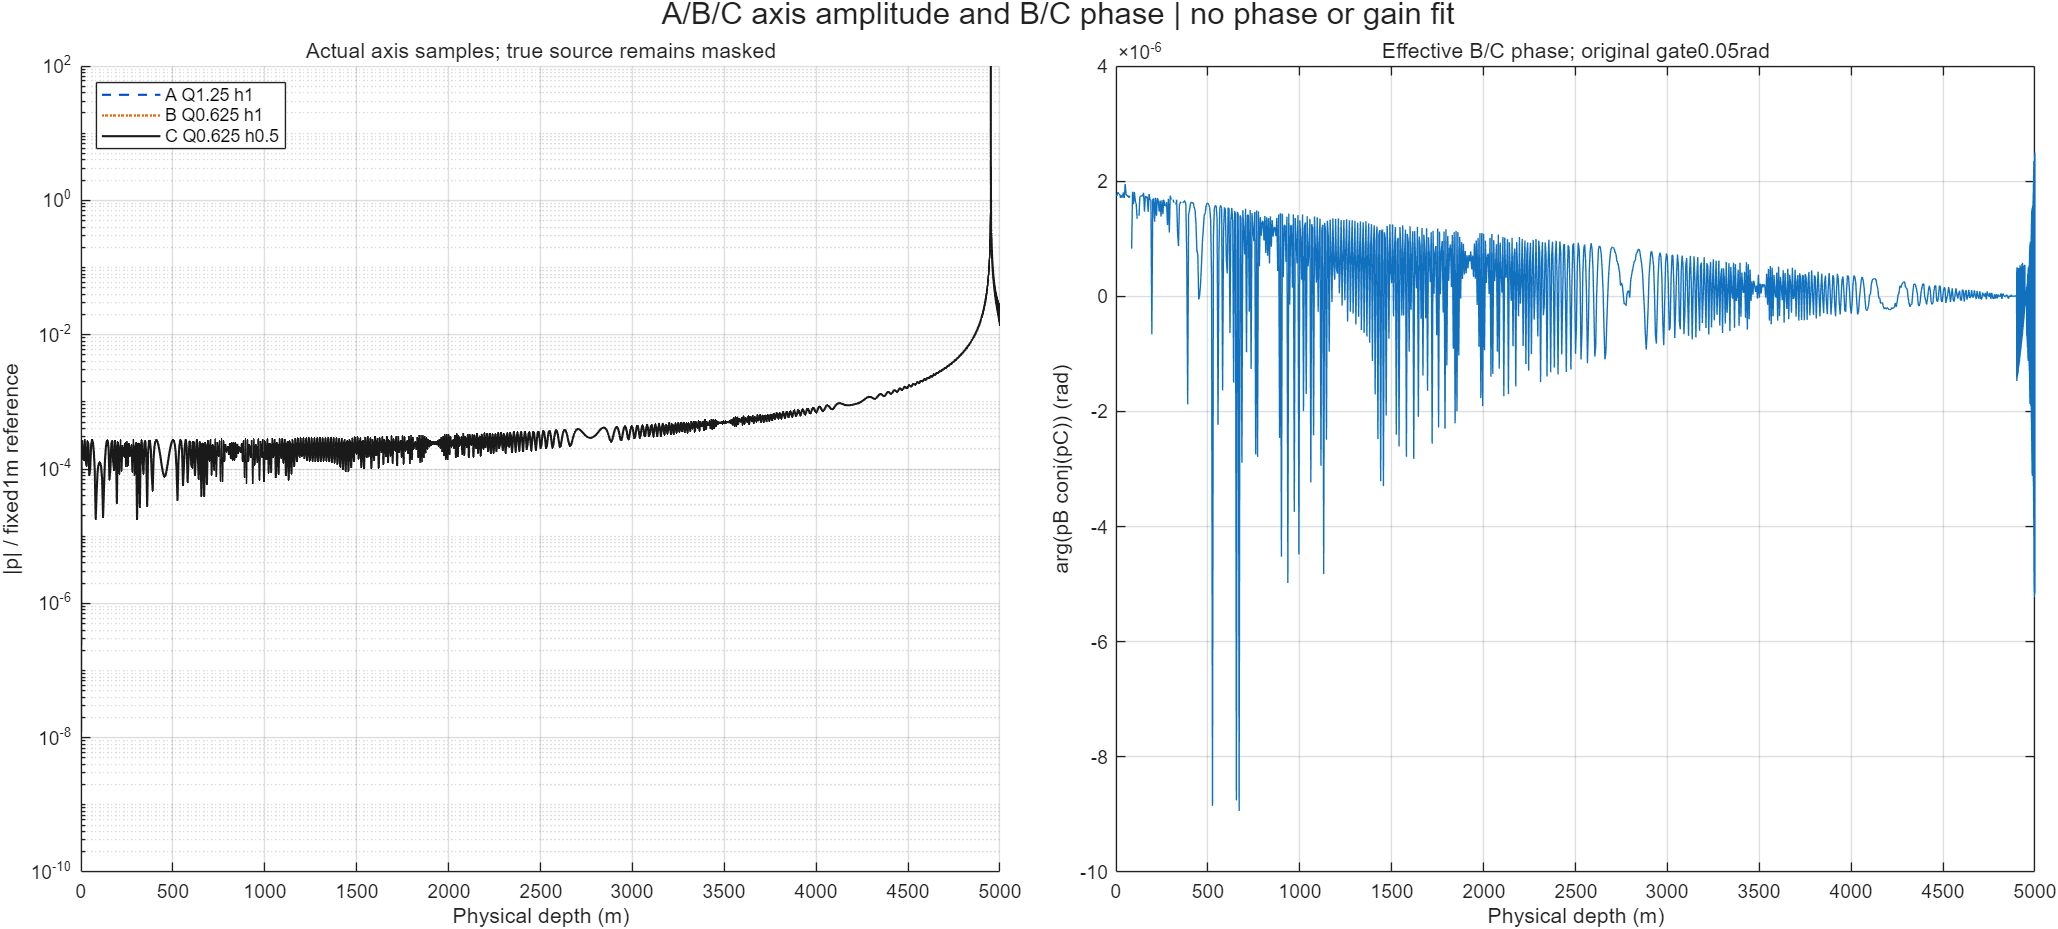 A/B/C axis amplitude and B/C phase | no phase or gain fit
Actual axis samples; true source remains masked
|p| / fixed1m reference
10^2
10^0
10^-2
10^-4
10^-6
10^-8
10^-10
A Q1.25 h1
B Q0.625 h1
C Q0.625 h0.5
0 500 1000 1500 2000 2500 3000 3500 4000 4500 5000
Physical depth (m)
Effective B/C phase; original gate0.05rad
×10^-6
arg(pB conj(pC)) (rad)
4
2
0
-2
-4
-6
-8
-10
0 500 1000 1500 2000 2500 3000 3500 4000 4500 5000
Physical depth (m)